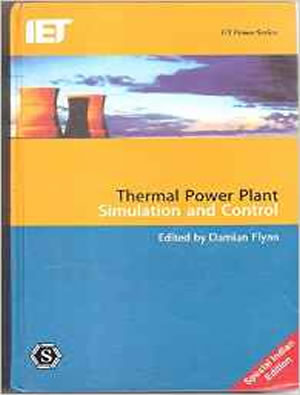 IET
IET Power Series
Thermal Power Plant
Simulation and Control
Edited by Damian Flynn
S
Special Indian
Edition